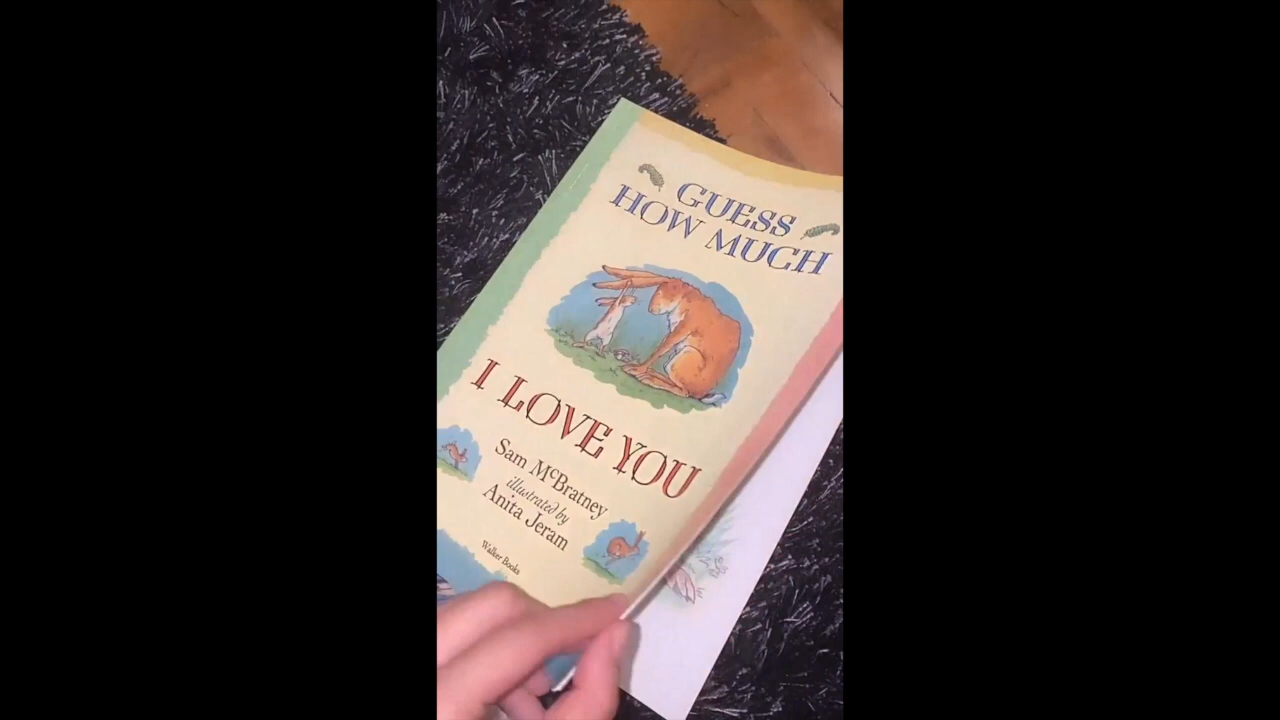 GUESS
HOW MUCH
I LOVE YOU
Sam McBratney
illustrated by
Anita Jeram
Walker Books